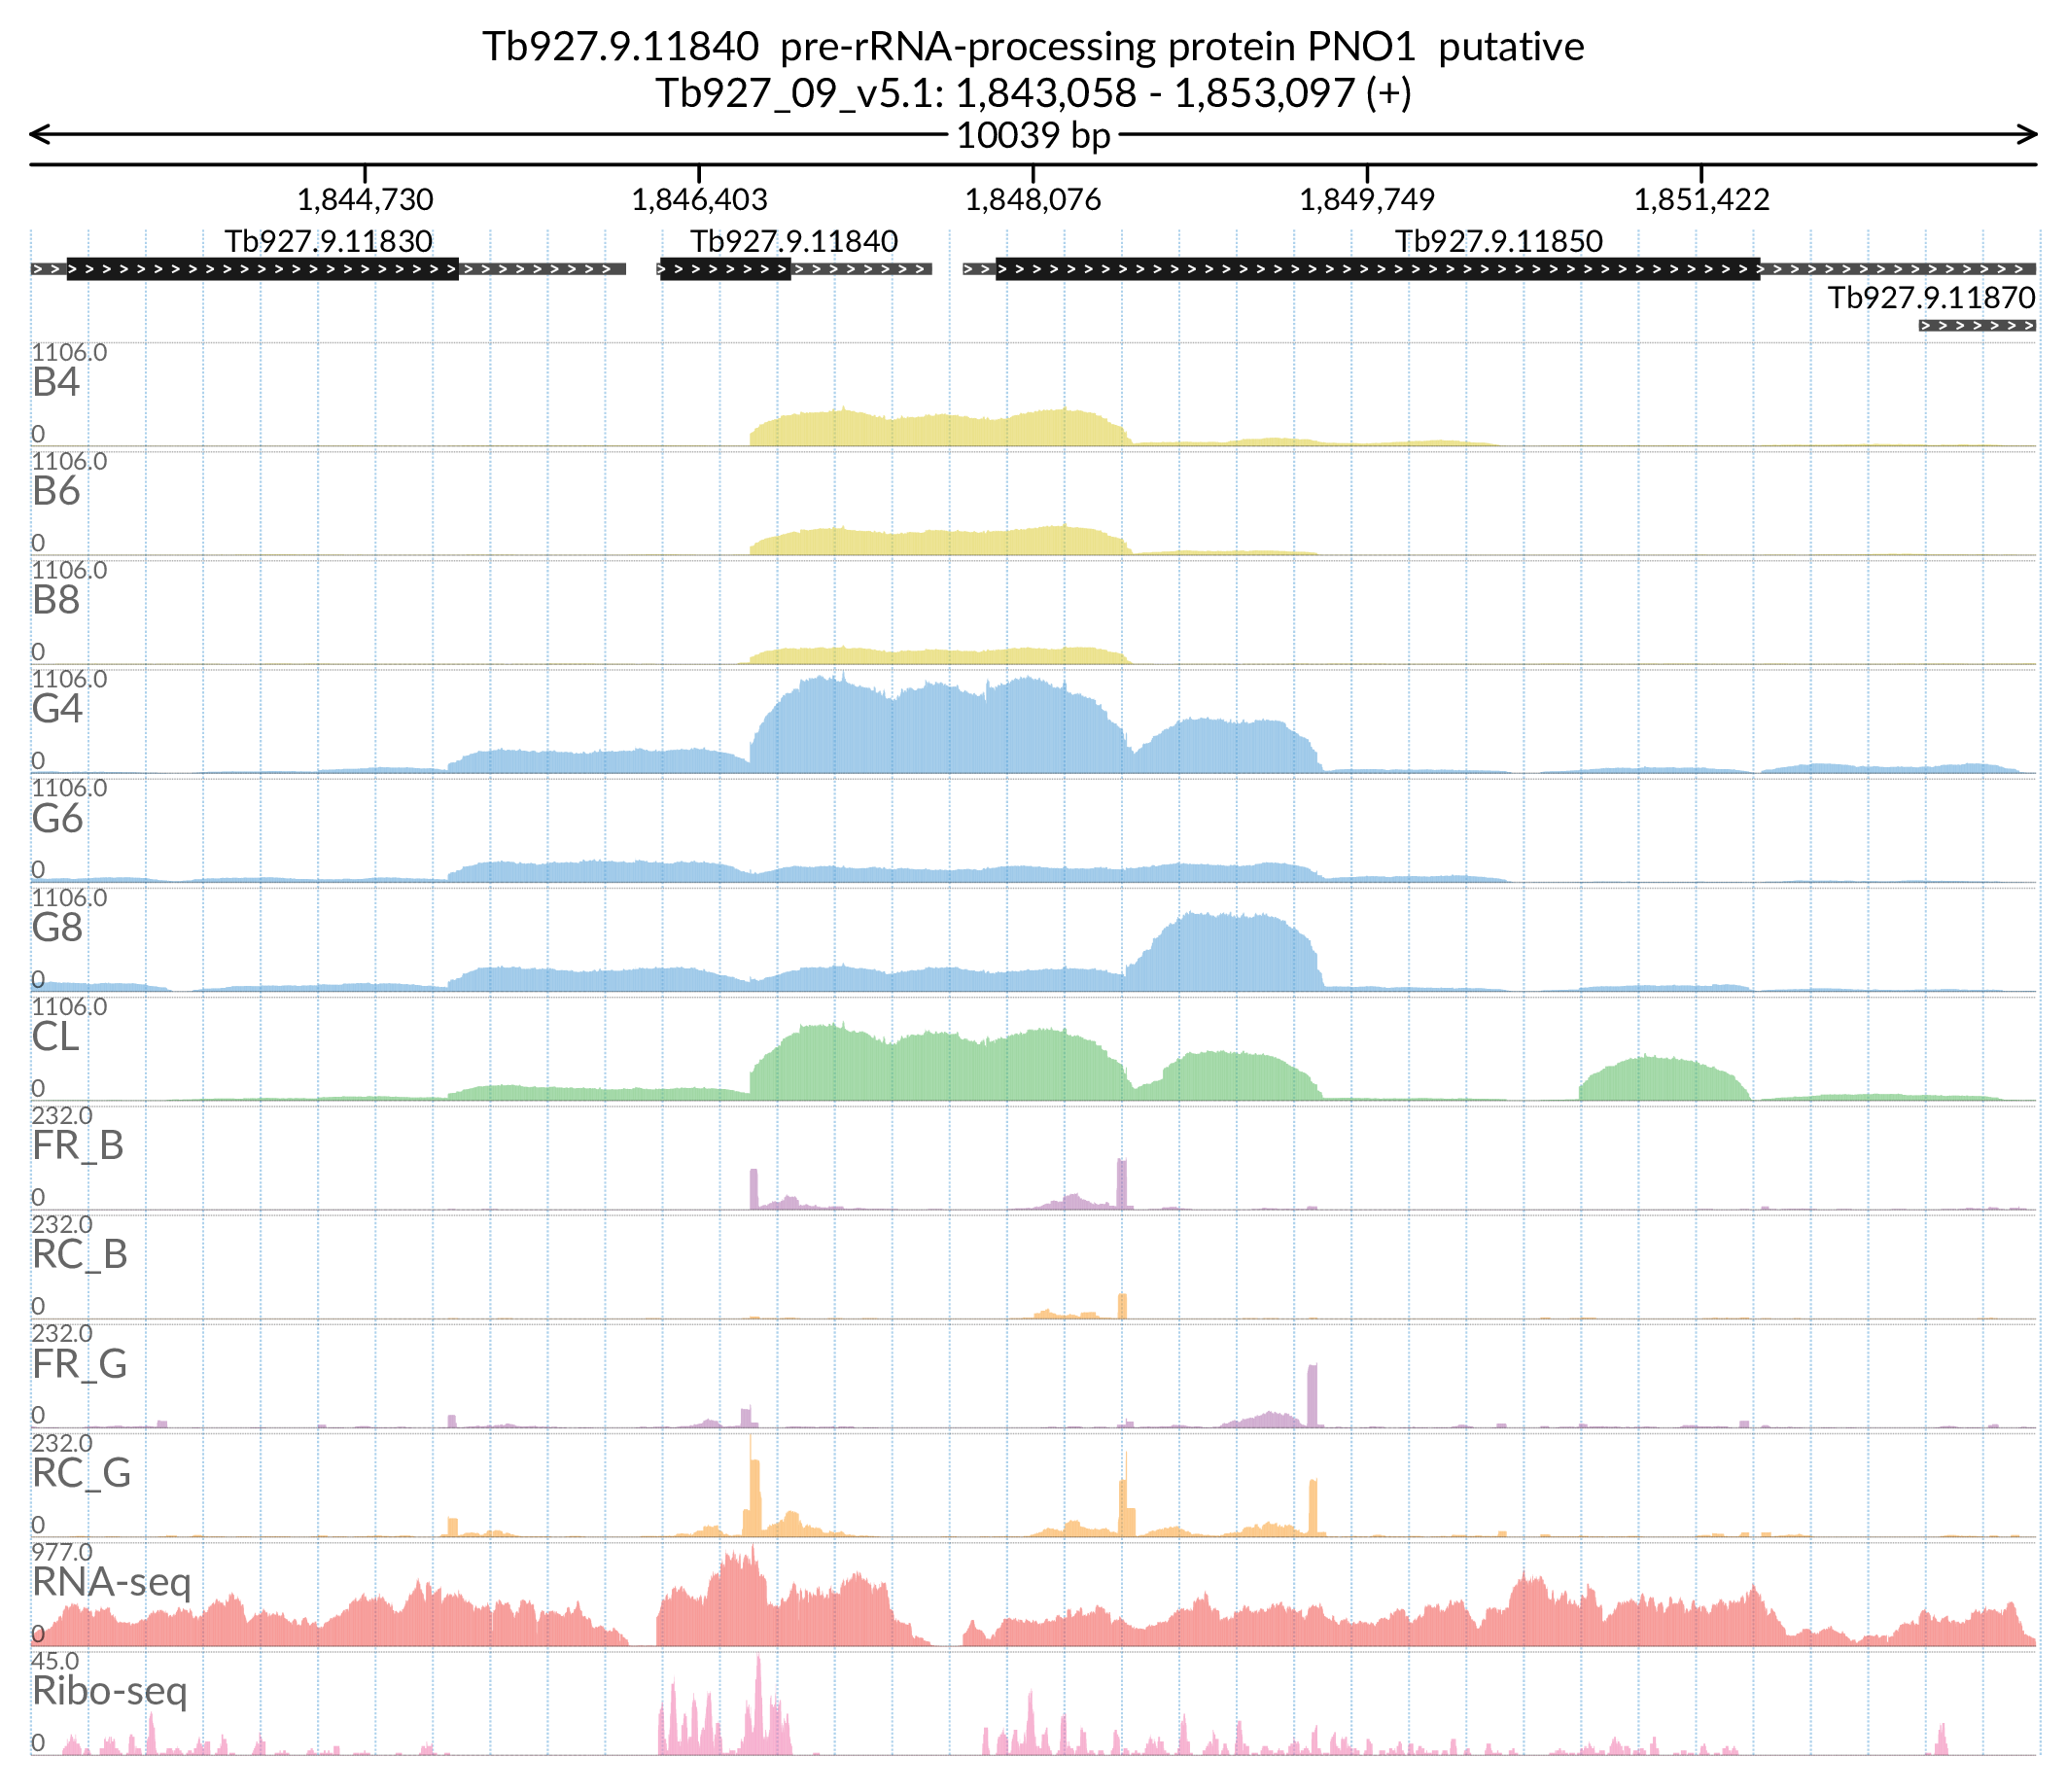 Tb927.9.11840  pre-rRNA-processing protein PNO1  putative
Tb927_09_v5.1: 1,843,058 - 1,853,097 (+)
10039 bp
1,844,730 1,846,403 1,848,076 1,849,749 1,851,422
Tb927.9.11830 Tb927.9.11840 Tb927.9.11850
Tb927.9.11870
1106.0
B4
0
1106.0
B6
0
1106.0
B8
0
1106.0
G4
0
1106.0
G6
0
1106.0
G8
0
1106.0
CL
0
232.0
FR_B
0
232.0
RC_B
0
232.0
FR_G
0
232.0
RC_G
0
977.0
RNA-seq
0
45.0
Ribo-seq
0